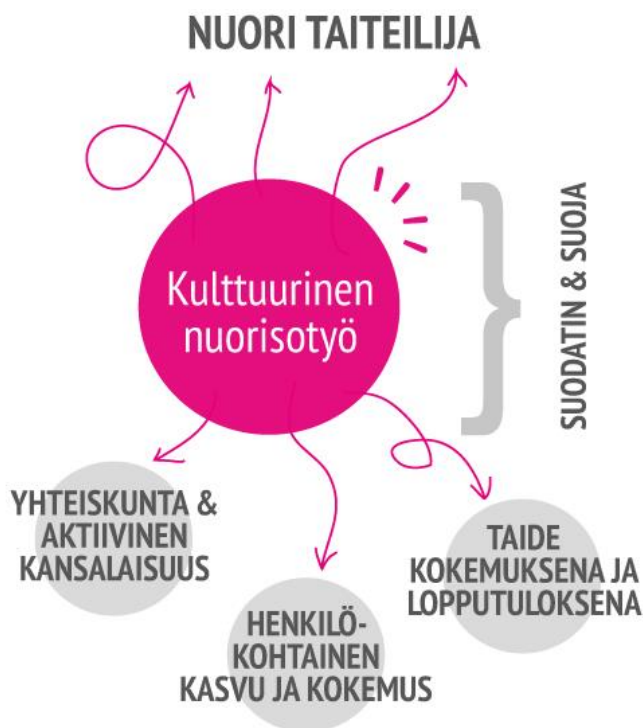 NUORI TAITEILIJA
Kulttuurinen
nuorisotyö
SUODATIN & SUOJA
YHTEISKUNTA &
AKTIIVINEN
KANSALAISUUS
HENKILÖ-
KOHTAINEN
KASVU JA KOKEMUS
TAIDE
KOKEMUKSENA JA
LOPPUTULOKSENA